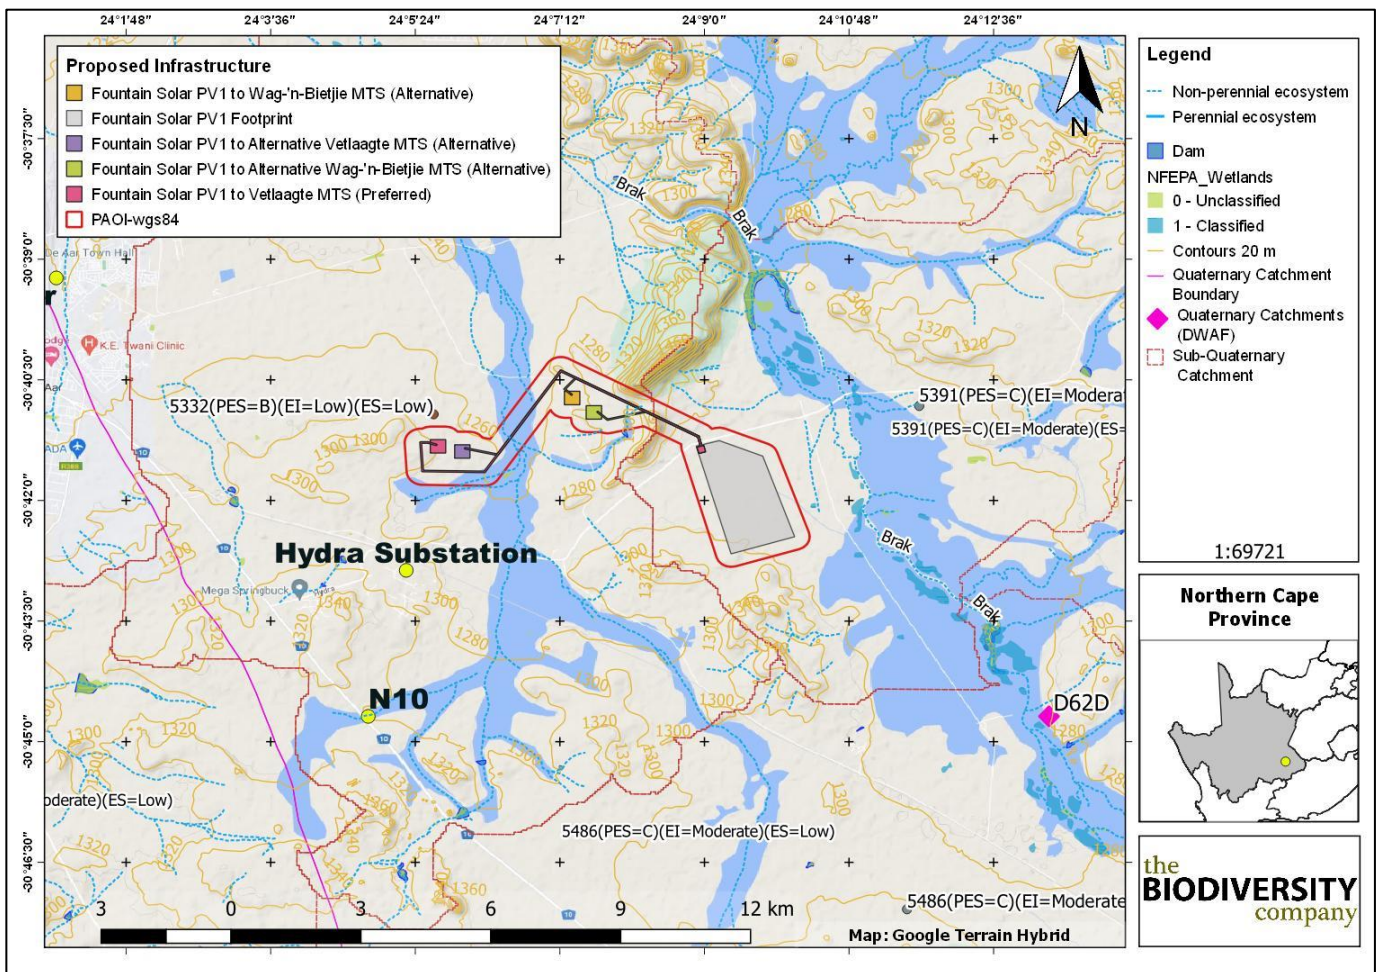 24°1'48" 24°3'36" 24°5'24" 24°7'12" 24°9'0" 24°10'48" 24°12'36"
-30°37'30"
-30°39'0"
-30°40'30"
-30°42'0"
-30°43'30"
-30°45'0"
-30°46'30"
Proposed Infrastructure
Fountain Solar PV1 to Wag-'n-Bietjie MTS (Alternative)
Fountain Solar PV1 Footprint
Fountain Solar PV1 to Alternative Vetlaagte MTS (Alternative)
Fountain Solar PV1 to Alternative Wag-'n-Bietjie MTS (Alternative)
Fountain Solar PV1 to Vetlaagte MTS (Preferred)
PAOI-wgs84
N
Brak
Brak
De Aar Town Hall
r
K.E. Twani Clinic
Aar
ADA
5332(PES=B)(EI=Low)(ES=Low)
5391(PES=C)(EI=Moderat
5391(PES=C)(EI=Moderate)(ES=
Brak
Hydra Substation
Mega Springbuck
Hydra
Brak
N10
D62D
oderate)(ES=Low)
5486(PES=C)(EI=Moderate)(ES=Low)
5486(PES=C)(EI=Moderate
3 0 3 6 9 12 km
Map: Google Terrain Hybrid
Legend
Non-perennial ecosystem
Perennial ecosystem
Dam
NFEPA_Wetlands
0 - Unclassified
1 - Classified
Contours 20 m
Quaternary Catchment
Boundary
Quaternary Catchments
(DWAF)
Sub-Quaternary
Catchment
1:69721
Northern Cape
Province
the
BIODIVERSITY
company